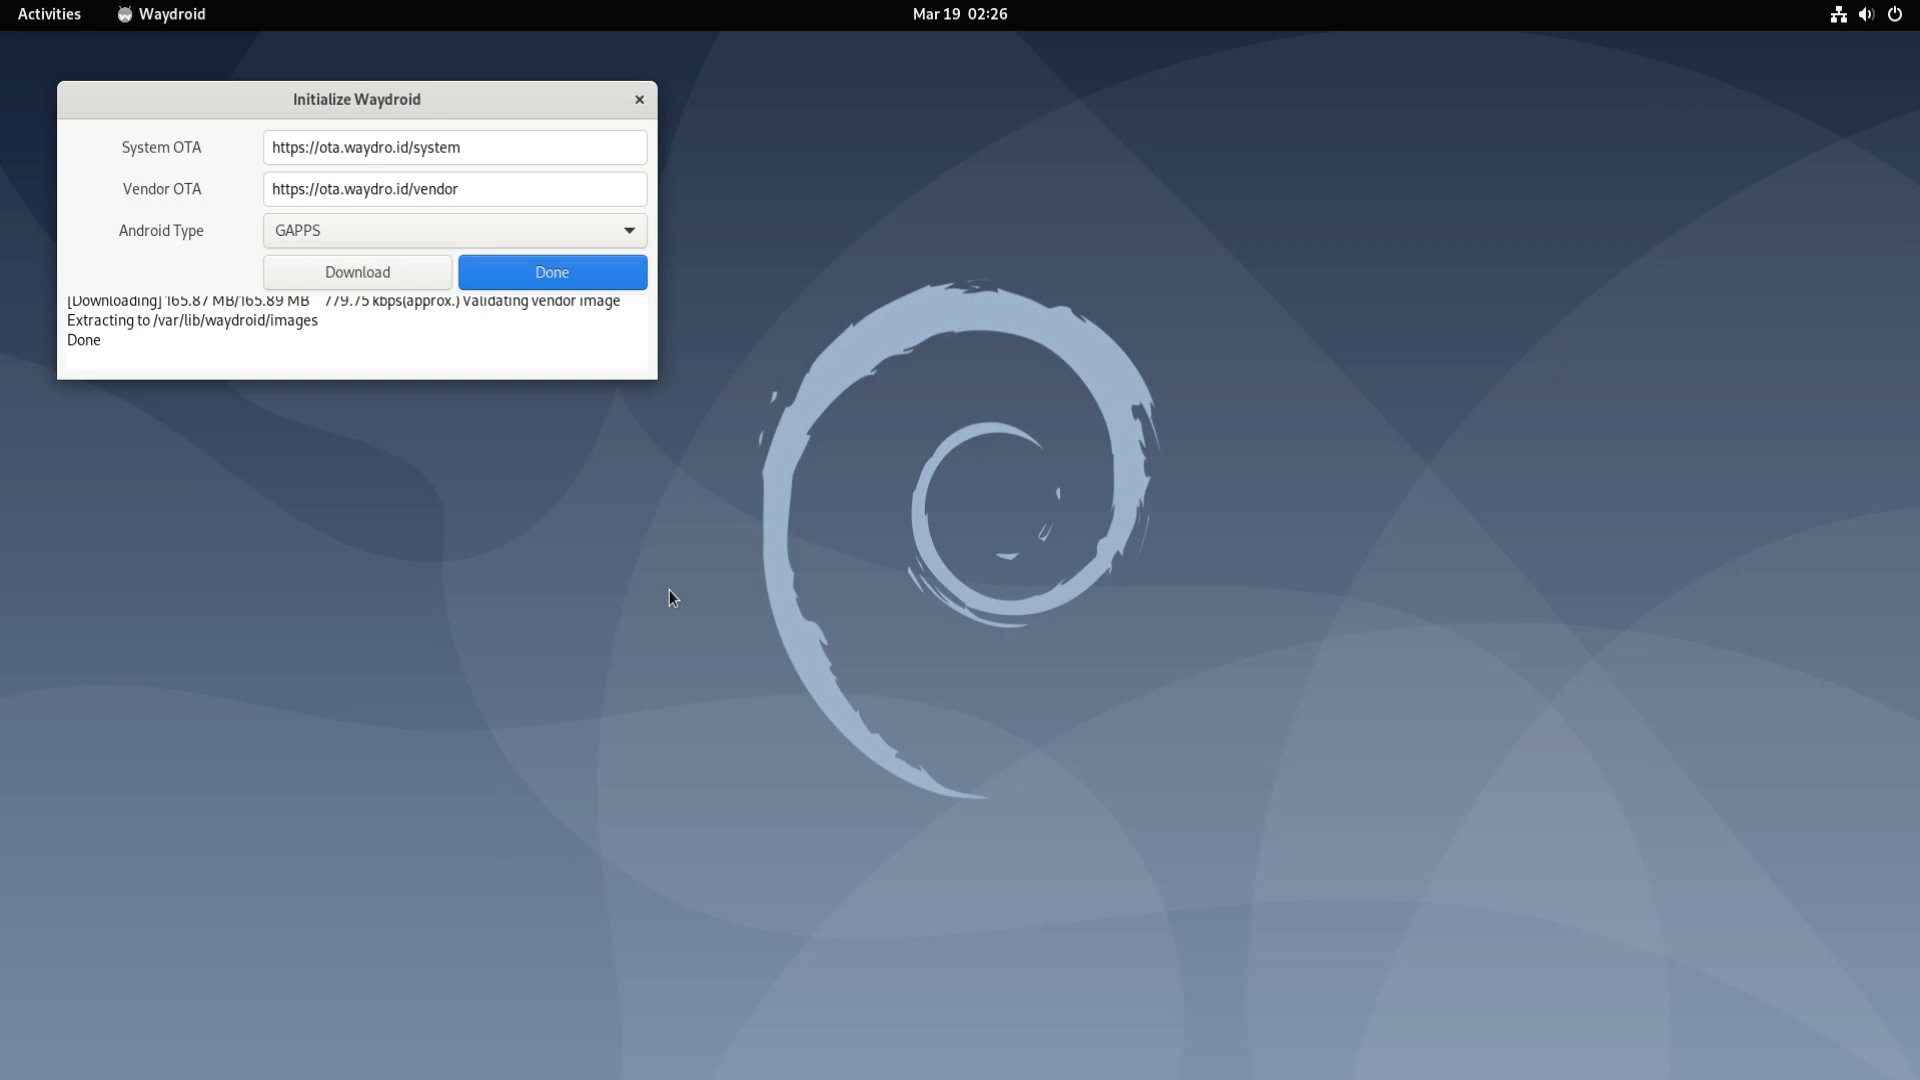 Activities Waydroid Mar 19 02:26
Initialize Waydroid ×
System OTA https://ota.waydro.id/system
Vendor OTA https://ota.waydro.id/vendor
Android Type GAPPS
Download Done
[Downloading] 165.87 MB/165.89 MB 779.75 kbps(approx.) Validating vendor image
Extracting to /var/lib/waydroid/images
Done